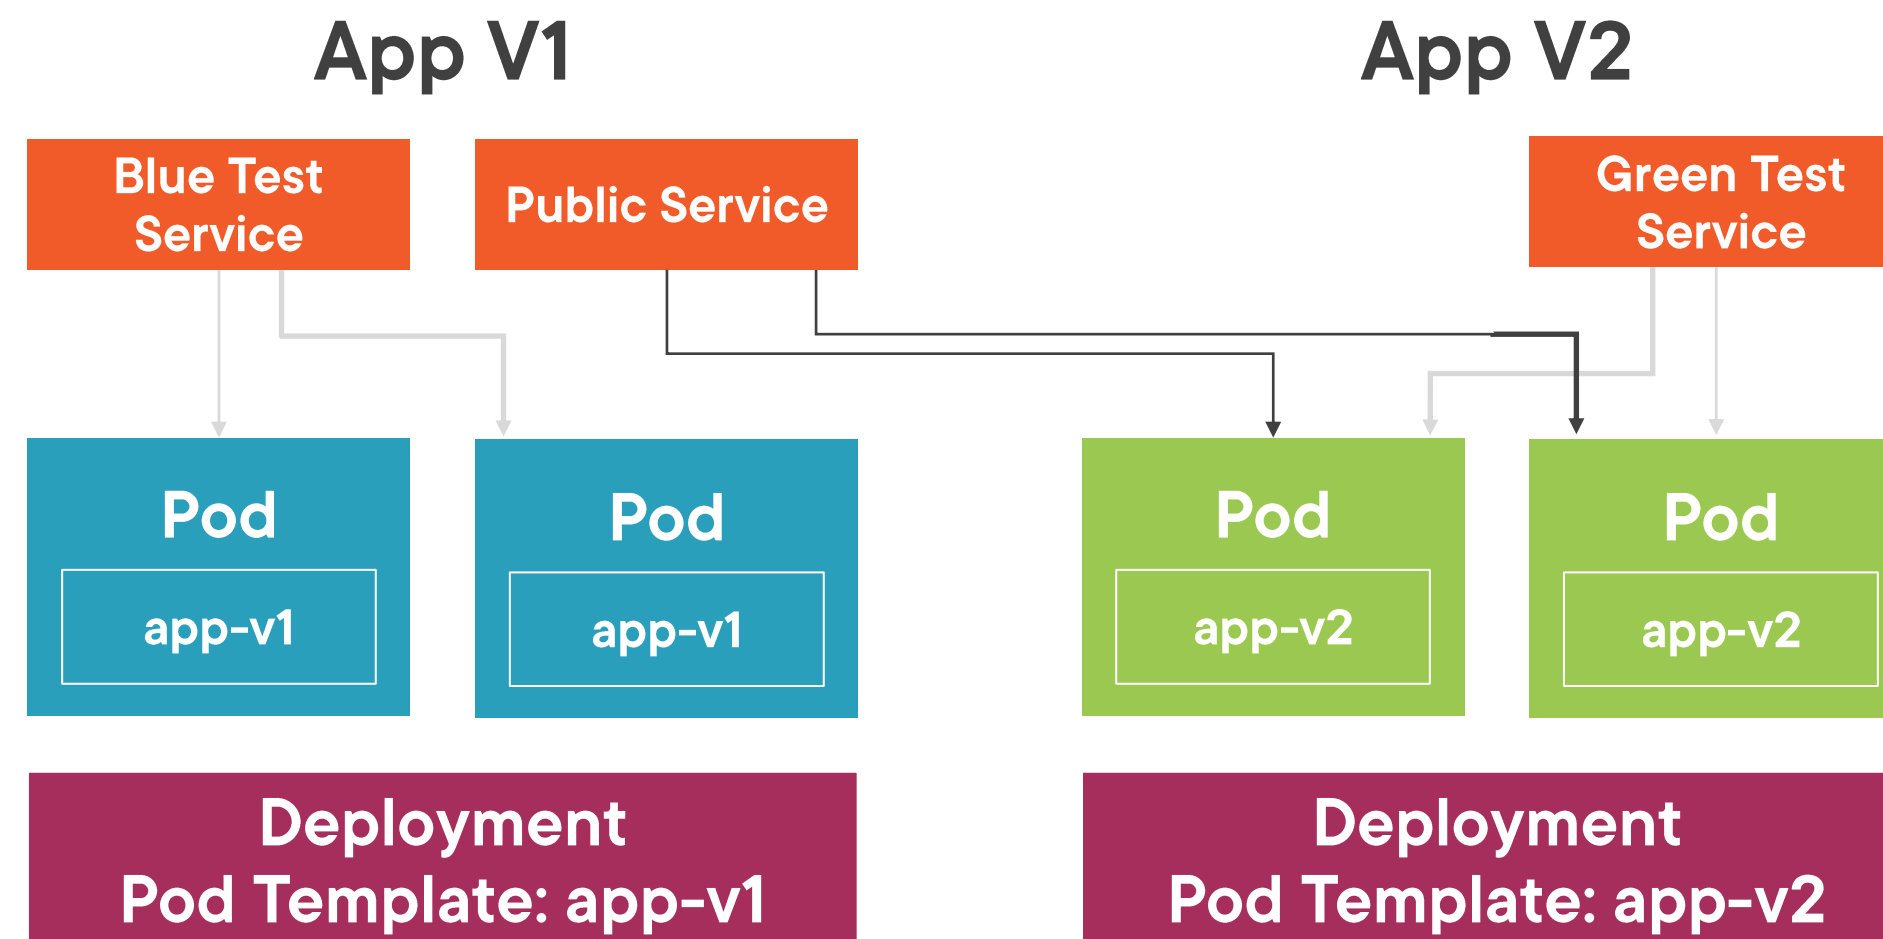 App V1
App V2
Blue Test
Service
Public Service
Green Test
Service
Pod
app-v1
Pod
app-v1
Pod
app-v2
Pod
app-v2
Deployment
Pod Template: app-v1
Deployment
Pod Template: app-v2